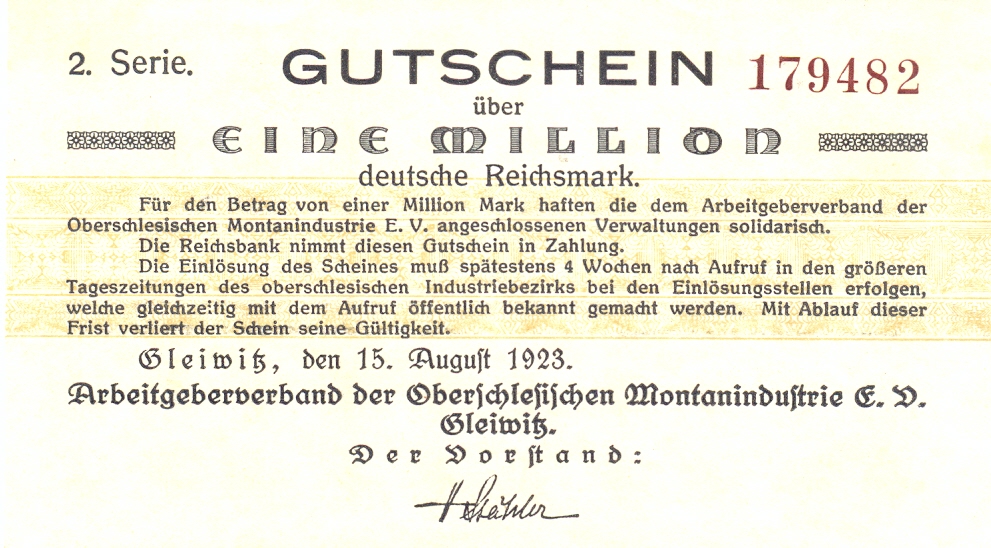 2. Serie. GUTSCHEIN 179482
über
EINE MILLION
deutsche Reichsmark.
Für den Betrag von einer Million Mark haften die dem Arbeitgeberverband der
Oberschlesischen Montanindustrie E. V. angeschlossenen Verwaltungen solidarisch.
Die Reichsbank nimmt diesen Gutschein in Zahlung.
Die Einlösung des Scheines muß spätestens 4 Wochen nach Aufruf in den größeren
Tageszeitungen des oberschlesischen Industriebezirks bei den Einlösungsstellen erfolgen,
welche gleichzeitig mit dem Aufruf öffentlich bekannt gemacht werden. Mit Ablauf dieser
Frist verliert der Schein seine Gültigkeit.
Gleiwitz, den 15. August 1923.
Arbeitgeberverband der Oberschlesischen Montanindustrie E. V.
Gleiwitz.
Der Vorstand: